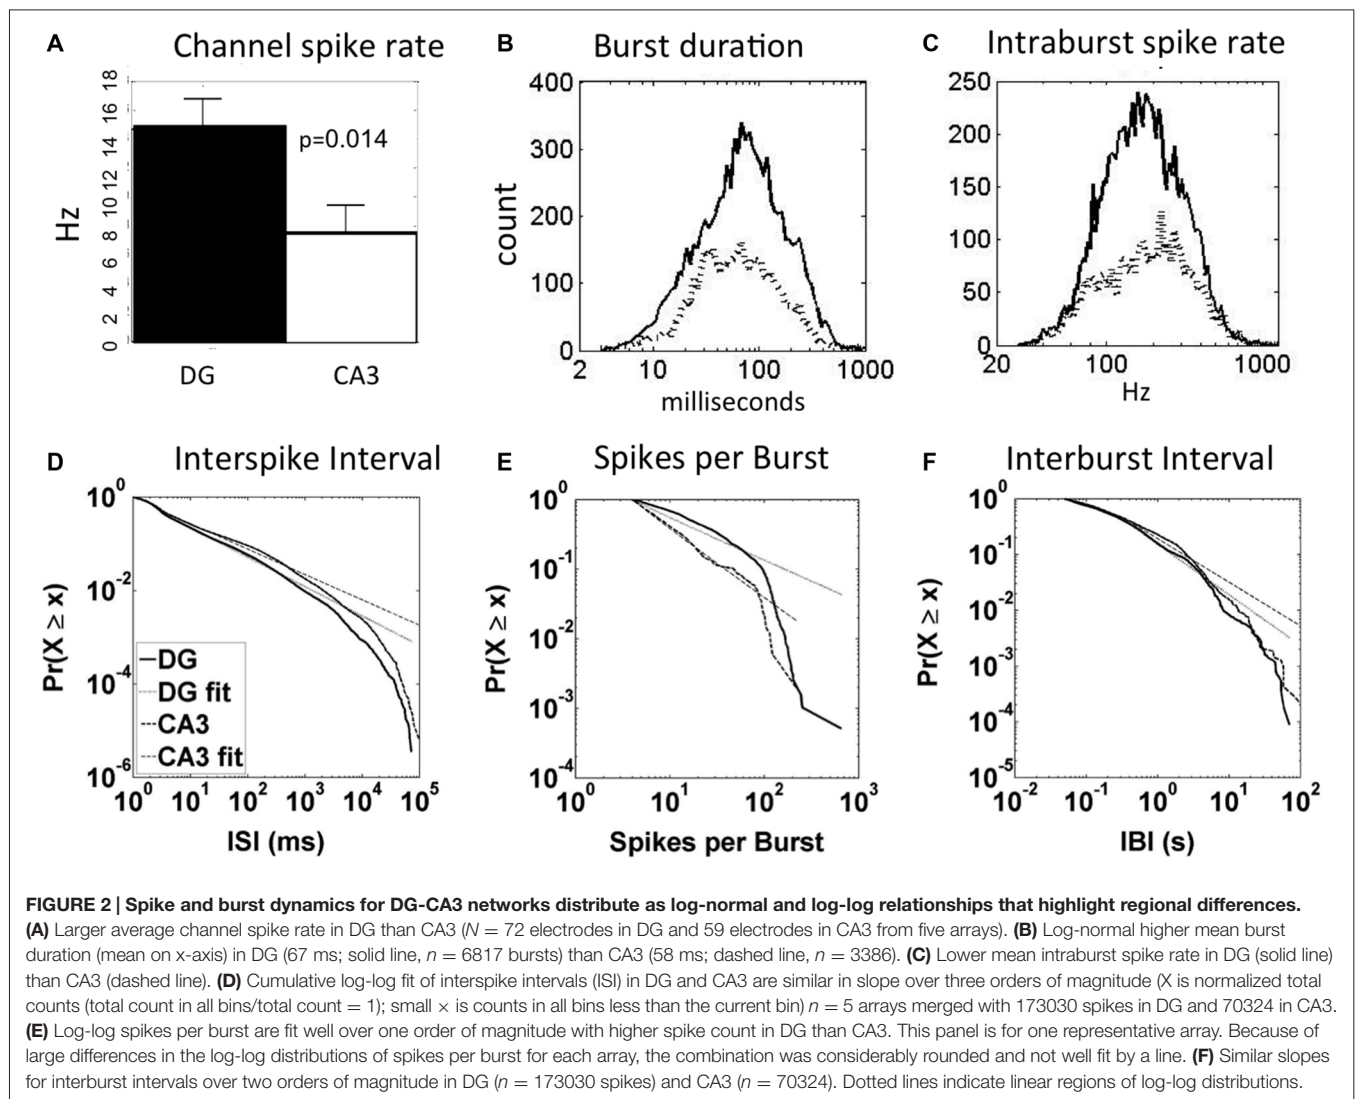 A Channel spike rate
18
16
14
12
10
8
6
4
2
0
Hz
p=0.014
DG CA3
B Burst duration
400
300
200
100
0
count
2 10 100 1000
milliseconds
C Intraburst spike rate
250
200
150
100
50
0
20 100 1000
Hz
D Interspike Interval
10^0
10^-2
10^-4
10^-6
Pr(X ≥ x)
DG
DG fit
CA3
CA3 fit
10^0 10^1 10^2 10^3 10^4 10^5
ISI (ms)
E Spikes per Burst
10^0
10^-1
10^-2
10^-3
10^-4
Pr(X ≥ x)
10^0 10^1 10^2 10^3
Spikes per Burst
F Interburst Interval
10^0
10^-1
10^-2
10^-3
10^-4
10^-5
Pr(X ≥ x)
10^-2 10^-1 10^0 10^1 10^2
IBI (s)
FIGURE 2 | Spike and burst dynamics for DG-CA3 networks distribute as log-normal and log-log relationships that highlight regional differences.
(A) Larger average channel spike rate in DG than CA3 (N = 72 electrodes in DG and 59 electrodes in CA3 from five arrays). (B) Log-normal higher mean burst
duration (mean on x-axis) in DG (67 ms; solid line, n = 6817 bursts) than CA3 (58 ms; dashed line, n = 3386). (C) Lower mean intraburst spike rate in DG (solid line)
than CA3 (dashed line). (D) Cumulative log-log fit of interspike intervals (ISI) in DG and CA3 are similar in slope over three orders of magnitude (X is normalized total
counts (total count in all bins/total count = 1); small × is counts in all bins less than the current bin) n = 5 arrays merged with 173030 spikes in DG and 70324 in CA3.
(E) Log-log spikes per burst are fit well over one order of magnitude with higher spike count in DG than CA3. This panel is for one representative array. Because of
large differences in the log-log distributions of spikes per burst for each array, the combination was considerably rounded and not well fit by a line. (F) Similar slopes
for interburst intervals over two orders of magnitude in DG (n = 173030 spikes) and CA3 (n = 70324). Dotted lines indicate linear regions of log-log distributions.